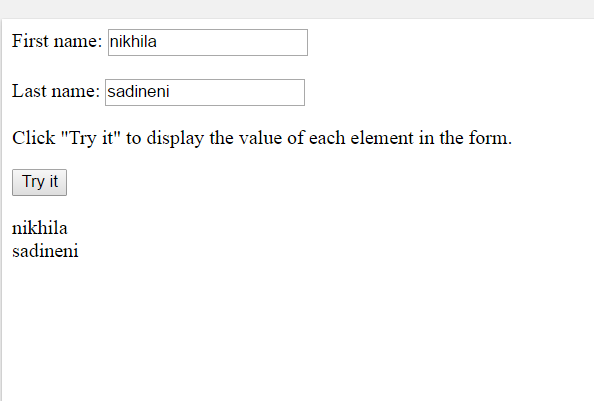 First name: nikhila
Last name: sadineni
Click "Try it" to display the value of each element in the form.
Try it
nikhila
sadineni